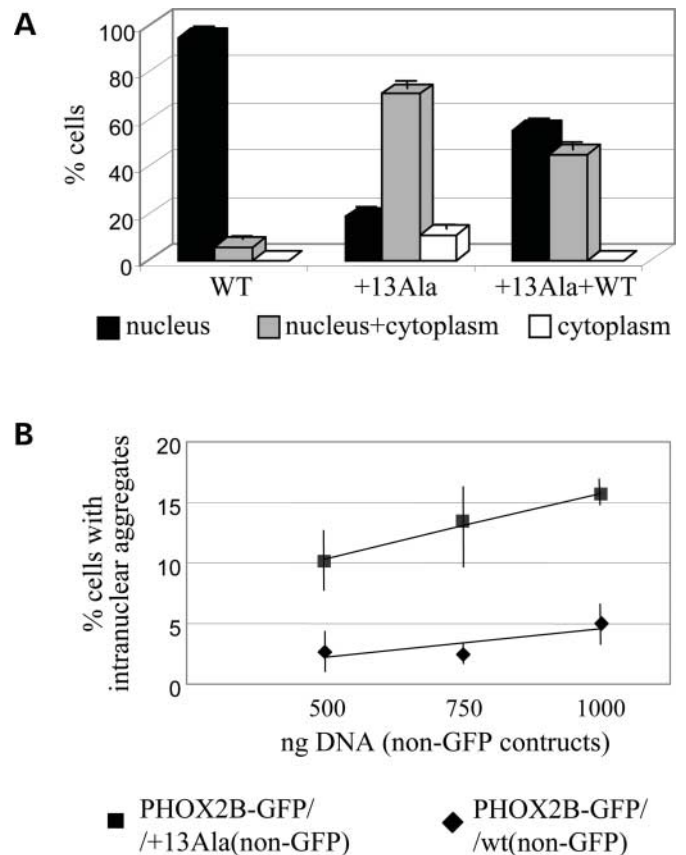 A
100
80
60
40
20
0
% cells
WT
+13Ala
+13Ala+WT
nucleus
nucleus+cytoplasm
cytoplasm
B
20
15
10
5
0
% cells with
intranuclear aggregates
500
750
1000
ng DNA (non-GFP contructs)
PHOX2B-GFP/
/+13Ala(non-GFP)
PHOX2B-GFP/
/wt(non-GFP)